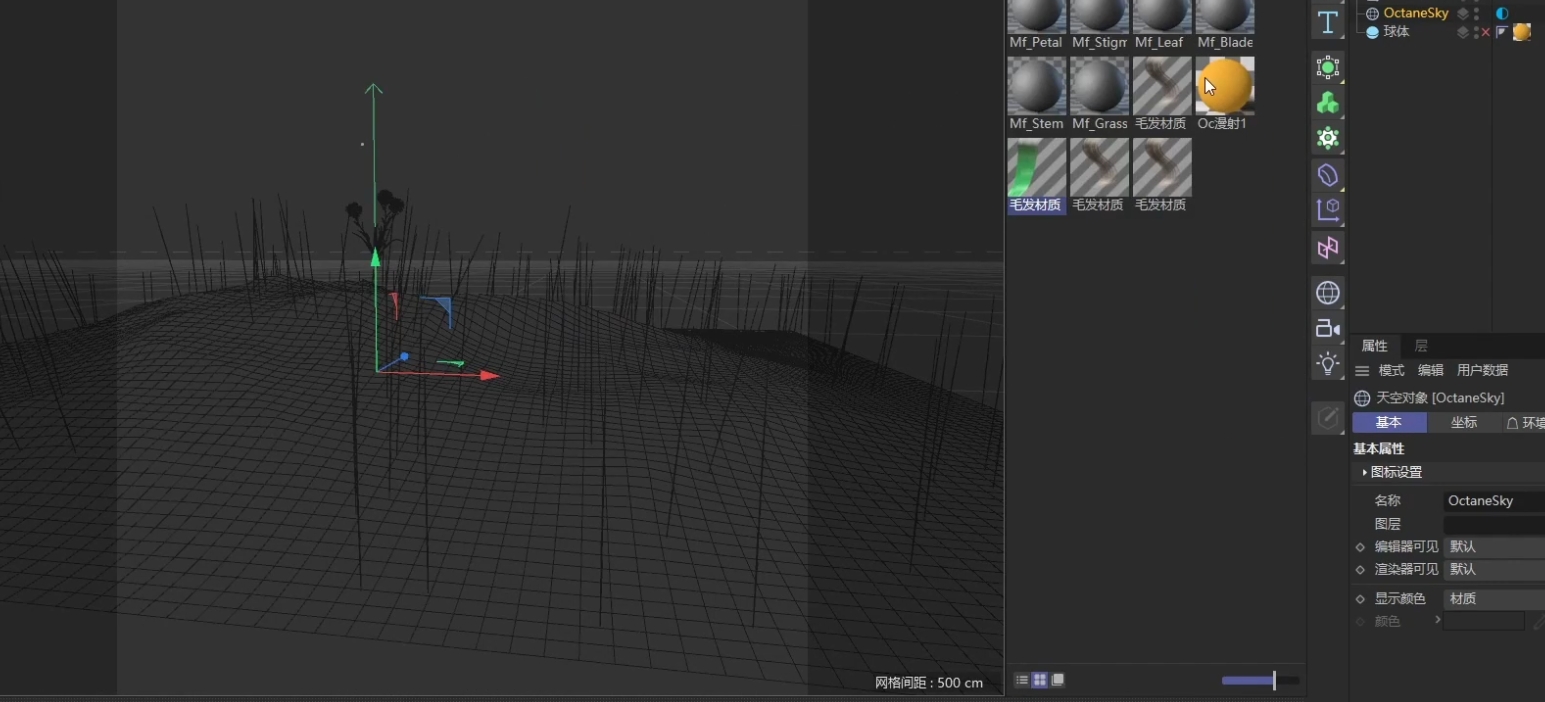 Mf_Petal Mf_Stigm Mf_Leaf Mf_Blade
Mf_Stem Mf_Grass 毛发材质 Oc漫射1
毛发材质 毛发材质 毛发材质
网格间距 : 500 cm
OctaneSky
球体
属性 层
模式 编辑 用户数据
天空对象 [OctaneSky]
基本 坐标 环境
基本属性
图标设置
名称 OctaneSky
图层
编辑器可见 默认
渲染器可见 默认
显示颜色 材质
颜色